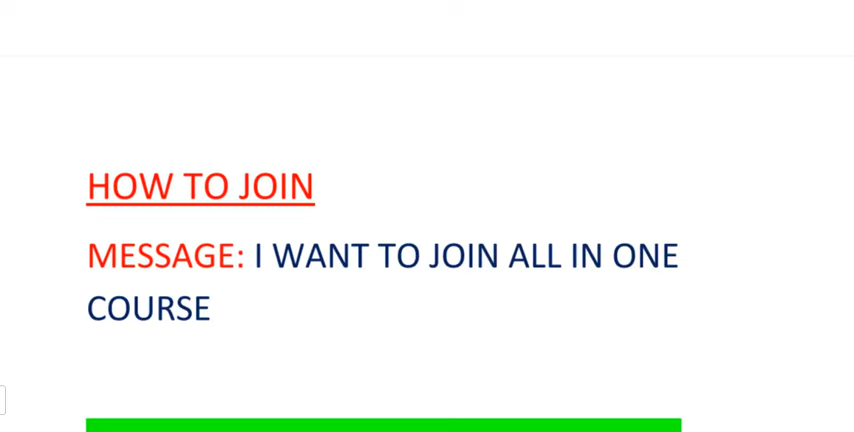 HOW TO JOIN
MESSAGE: I WANT TO JOIN ALL IN ONE
COURSE